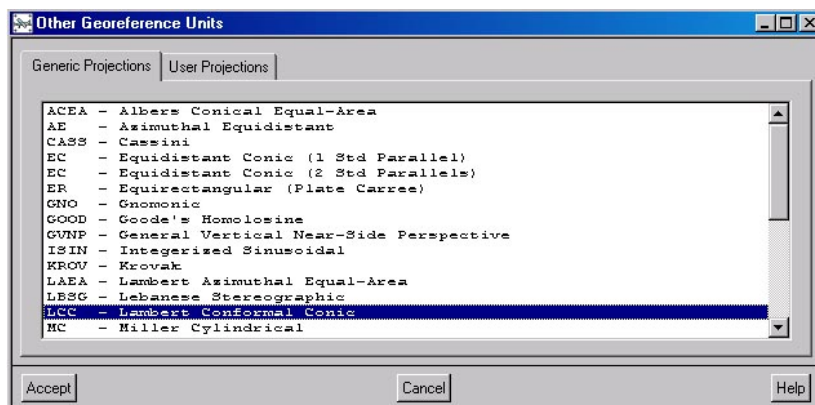 Other Georeference Units
Generic Projections User Projections
ACEA - Albers Conical Equal-Area
AE - Azimuthal Equidistant
CASS - Cassini
EC - Equidistant Conic (1 Std Parallel)
EC - Equidistant Conic (2 Std Parallels)
ER - Equirectangular (Plate Carree)
GNO - Gnomonic
GOOD - Goode's Homolosine
GVNP - General Vertical Near-Side Perspective
ISIN - Integerized Sinusoidal
KROV - Krovak
LAEA - Lambert Azimuthal Equal-Area
LBSG - Lebanese Stereographic
LCC - Lambert Conformal Conic
MC - Miller Cylindrical
Accept Cancel Help